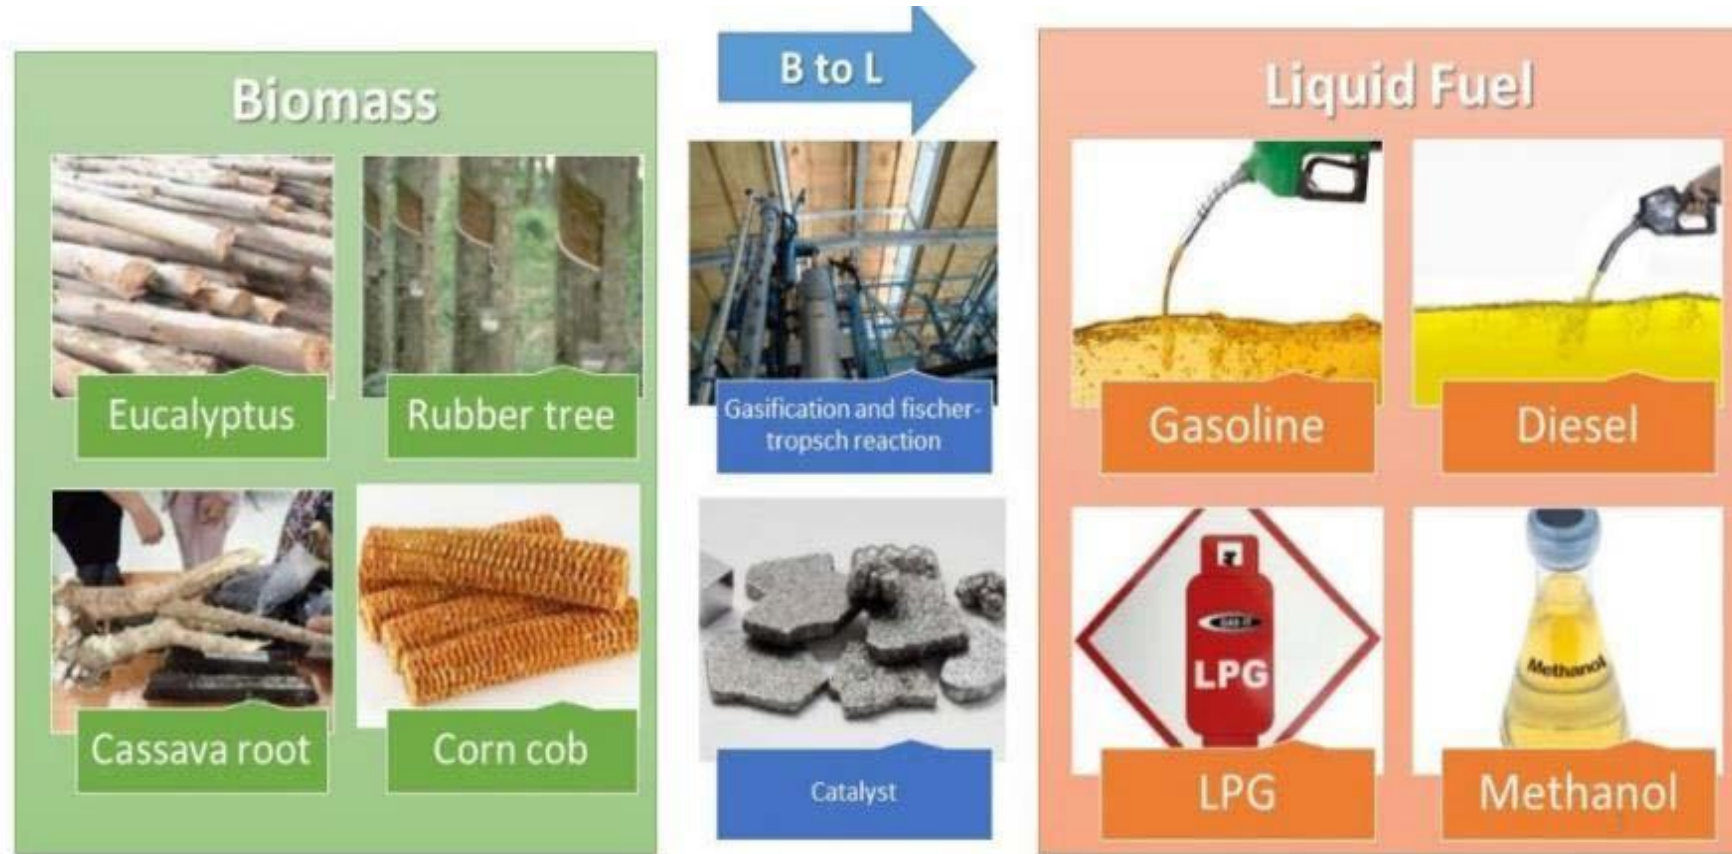 Biomass
Eucalyptus
Rubber tree
Cassava root
Corn cob
B to L
Gasification and fischer-
tropsch reaction
Catalyst
Liquid Fuel
Gasoline
Diesel
LPG
LPG
Methanol
Methanol